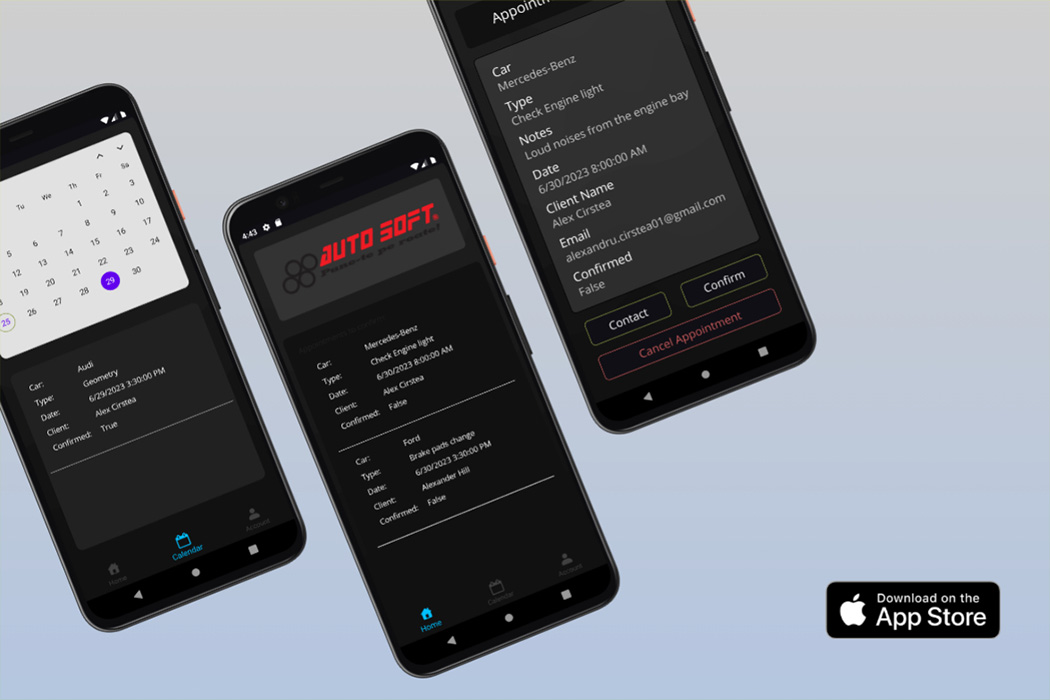 Tu We Th Fr Sa
1 2 3
5 6 7 8 9 10
12 13 14 15 16 17
19 20 21 22 23 24
25 26 27 28 29 30
Car: Audi
Type: Geometry
Date: 6/29/2023 3:30:00 PM
Client: Alex Cirstea
Confirmed: True
Home
Calendar
Account
4:43
AUTO SOFT®
Pune-te pe roate!
Car: Mercedes-Benz
Type: Check Engine light
Date: 6/30/2023 8:00:00 AM
Client: Alex Cirstea
Confirmed: False
Car: Ford
Type: Brake pads change
Date: 6/30/2023 3:30:00 PM
Client: Alexander Hill
Confirmed: False
Home
Calendar
Account
Car
Mercedes-Benz
Type
Check Engine light
Notes
Loud noises from the engine bay
Date
6/30/2023 8:00:00 AM
Client Name
Alex Cirstea
Email
alexandru.cirstea01@gmail.com
Confirmed
False
Contact
Confirm
Cancel Appointment
Download on the
App Store